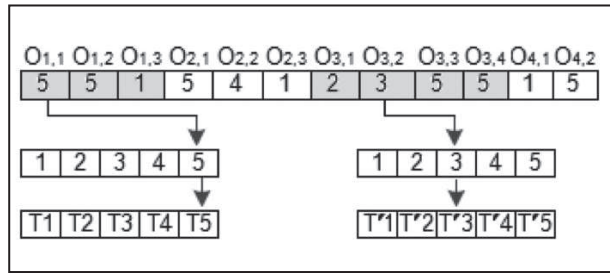 O1,1 O1,2 O1,3 O2,1 O2,2 O2,3 O3,1 O3,2 O3,3 O3,4 O4,1 O4,2
5 5 1 5 4 1 2 3 5 5 1 5
1 2 3 4 5 1 2 3 4 5
T1 T2 T3 T4 T5 T′1 T′2 T′3 T′4 T′5